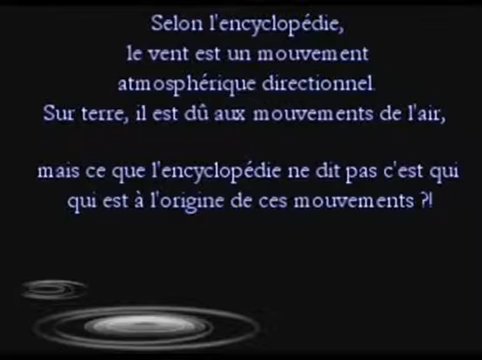 Selon l'encyclopédie,
le vent est un mouvement
atmosphérique directionnel.
Sur terre, il est dû aux mouvements de l'air,
mais ce que l'encyclopédie ne dit pas c'est qui
qui est à l'origine de ces mouvements ?!